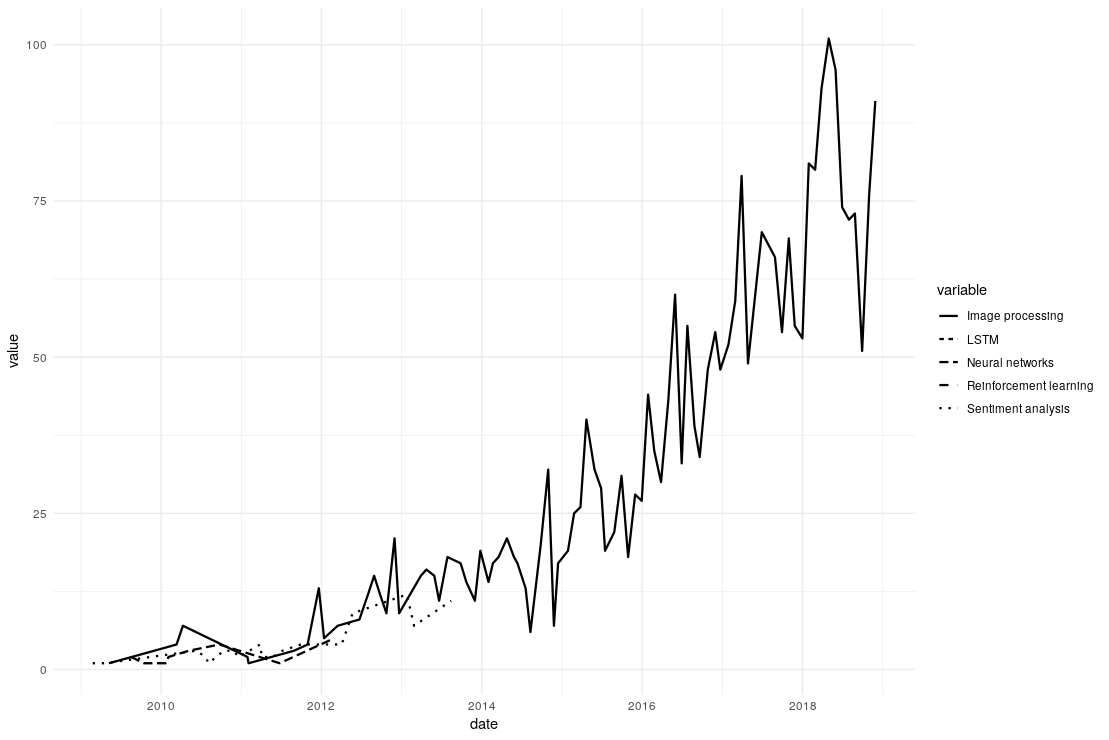 100
75
50
25
0
value
2010 2012 2014 2016 2018
date
variable
Image processing
LSTM
Neural networks
Reinforcement learning
Sentiment analysis